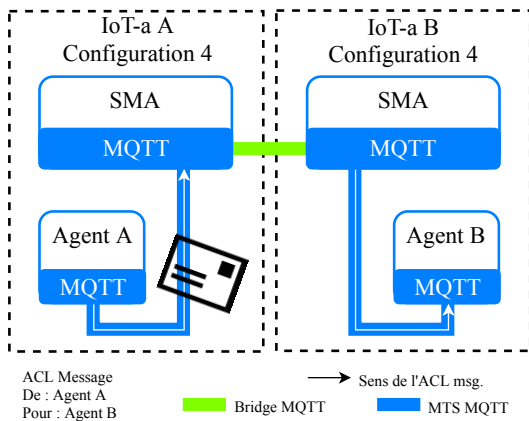 IoT-a A
Configuration 4
IoT-a B
Configuration 4
SMA
MQTT
SMA
MQTT
Agent A
MQTT
Agent B
MQTT
ACL Message
De : Agent A
Pour : Agent B
Sens de l'ACL msg.
Bridge MQTT
MTS MQTT